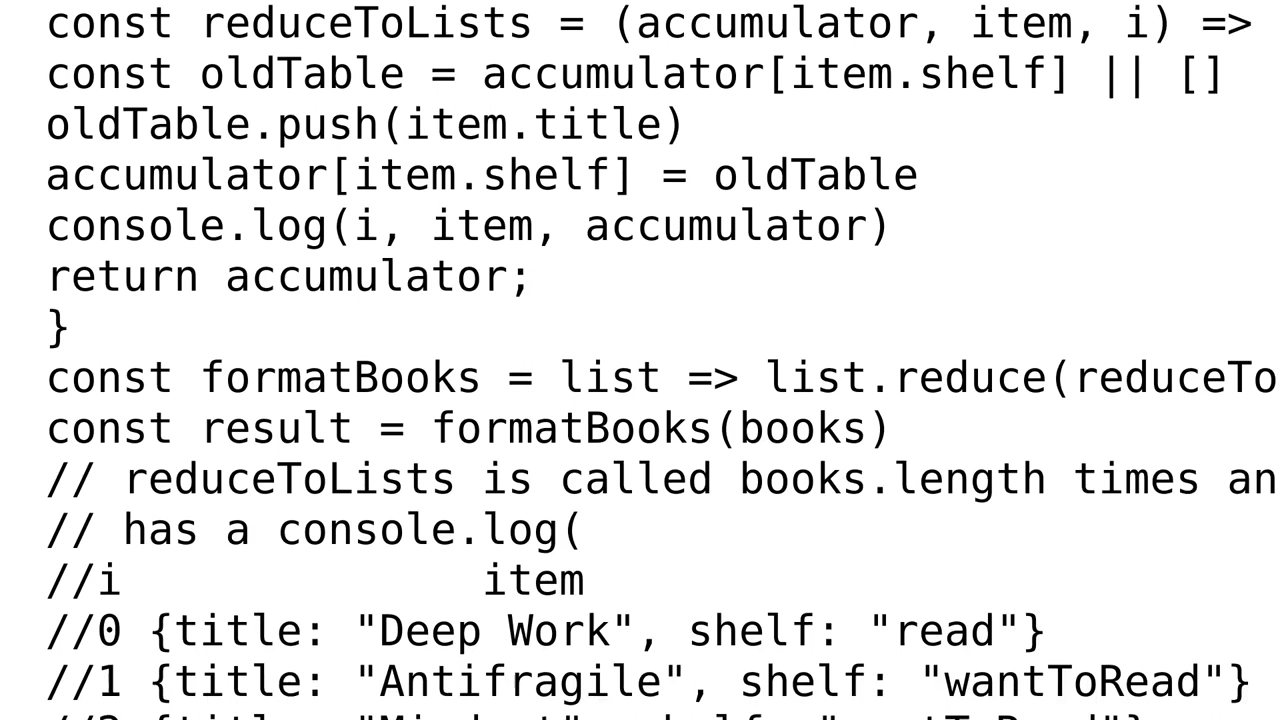 const reduceToLists = (accumulator, item, i) =>
const oldTable = accumulator[item.shelf] || []
oldTable.push(item.title)
accumulator[item.shelf] = oldTable
console.log(i, item, accumulator)
return accumulator;
}
const formatBooks = list => list.reduce(reduceTo
const result = formatBooks(books)
// reduceToLists is called books.length times an
// has a console.log(
//i item
//0 {title: "Deep Work", shelf: "read"}
//1 {title: "Antifragile", shelf: "wantToRead"}